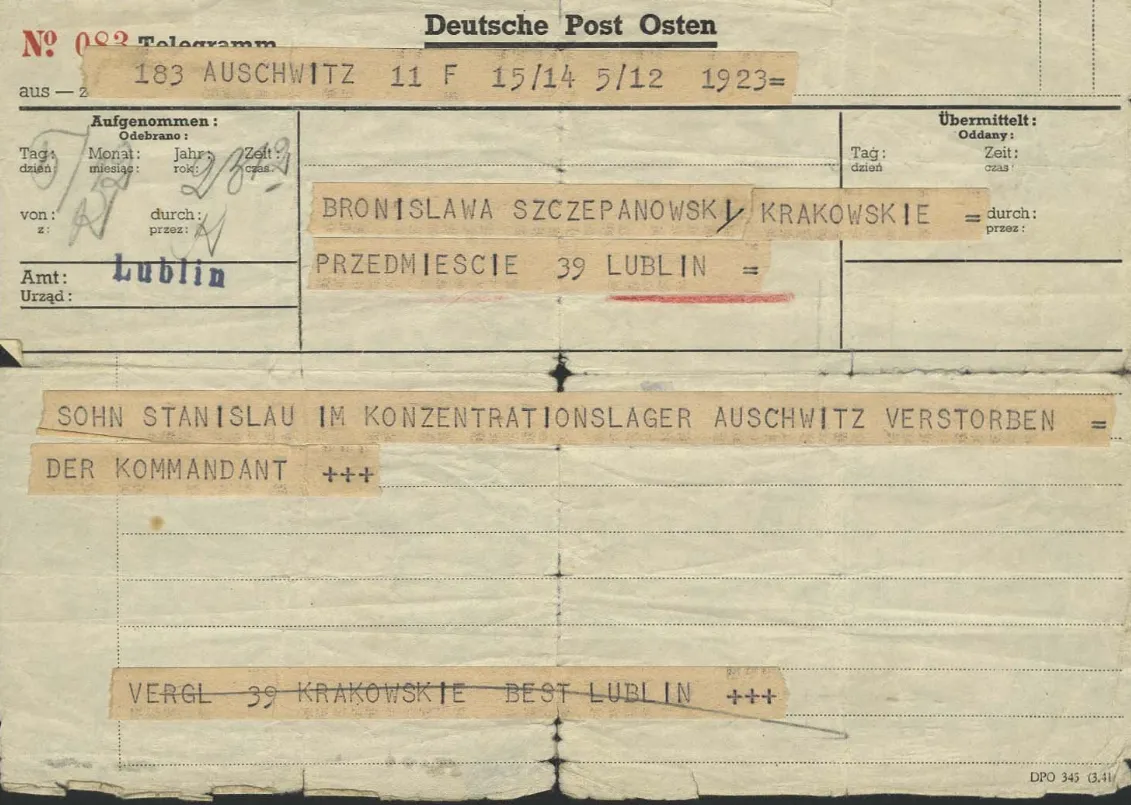 Deutsche Post Osten
Nº 083 Telegramm
183 AUSCHWITZ 11 F 15/14 5/12 1923=
aus —
Aufgenommen:
Odebrano:
Tag: Monat: Jahr: Zeit:
dzień: miesiąc: rok: czas:
5/12 2312
von: durch:
z: przez:
Amt: Lublin
Urząd:
BRONISLAWA SZCZEPANOWSKI/ KRAKOWSKIE =
PRZEDMIESCIE 39 LUBLIN =
Übermittelt:
Oddany:
Tag: Zeit:
dzień czas:
durch:
przez:
SOHN STANISLAU IM KONZENTRATIONSLAGER AUSCHWITZ VERSTORBEN =
DER KOMMANDANT +++
VERGL 39 KRAKOWSKIE BEST LUBLIN +++
DPO 345 (3.41)